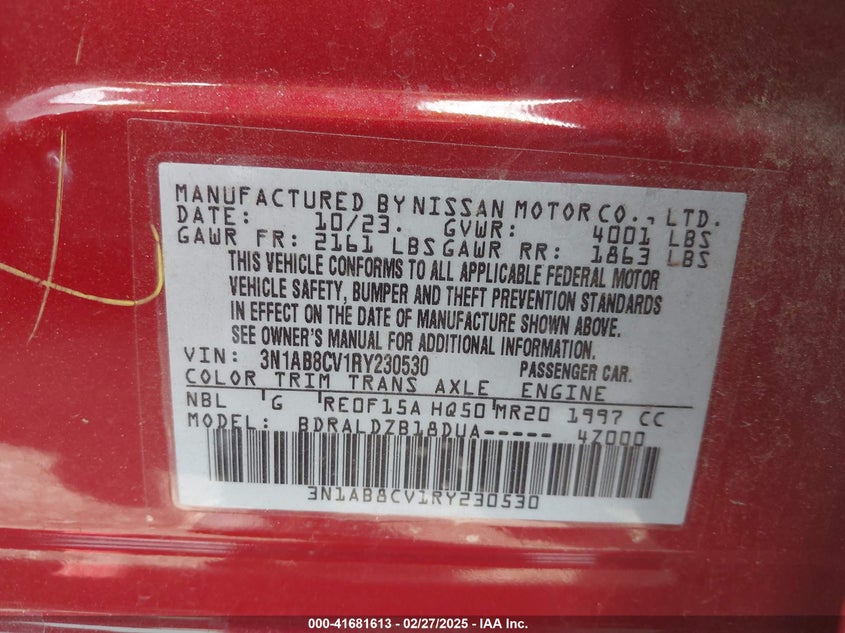 MANUFACTURED BY NISSAN MOTOR CO., LTD.
DATE: 10/23. GVWR: 4001 LBS
GAWR FR: 2161 LBS GAWR RR: 1863 LBS
THIS VEHICLE CONFORMS TO ALL APPLICABLE FEDERAL MOTOR
VEHICLE SAFETY, BUMPER AND THEFT PREVENTION STANDARDS
IN EFFECT ON THE DATE OF MANUFACTURE SHOWN ABOVE.
SEE OWNER'S MANUAL FOR ADDITIONAL INFORMATION.
VIN: 3N1AB8CV1RY230530 PASSENGER CAR.
COLOR TRIM TRANS AXLE ENGINE
NBL G RE0F15A HQ50 MR20 1997 CC
MODEL: BDRALDZB18DUA----- 47000
3N1AB8CV1RY230530
000-41681613 - 02/27/2025 - IAA Inc.